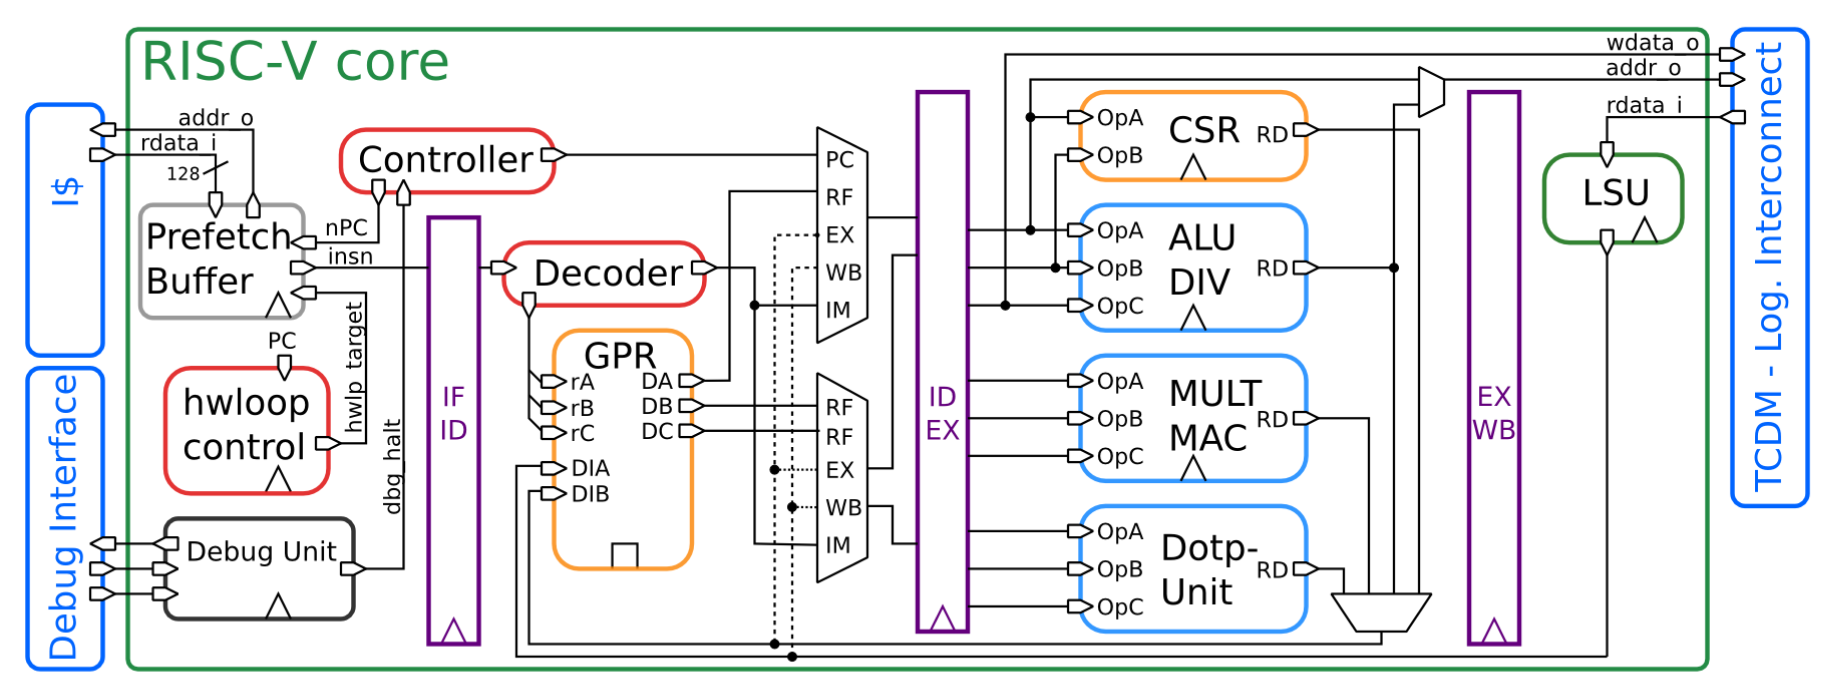 RISC-V core
I$
addr_o
rdata_i
128
Prefetch
Buffer
nPC
insn
Controller
PC
hwloop
control
hwlp_target
dbg_halt
Debug Interface
Debug Unit
IF
ID
Decoder
GPR
rA
rB
rC
DIA
DIB
DA
DB
DC
PC
RF
EX
WB
IM
RF
RF
EX
WB
IM
ID
EX
OpA
OpB
CSR
RD
OpA
OpB
OpC
ALU
DIV
RD
OpA
OpB
OpC
MULT
MAC
RD
OpA
OpB
OpC
Dotp-
Unit
RD
EX
WB
wdata_o
addr_o
rdata_i
LSU
TCDM - Log. Interconnect